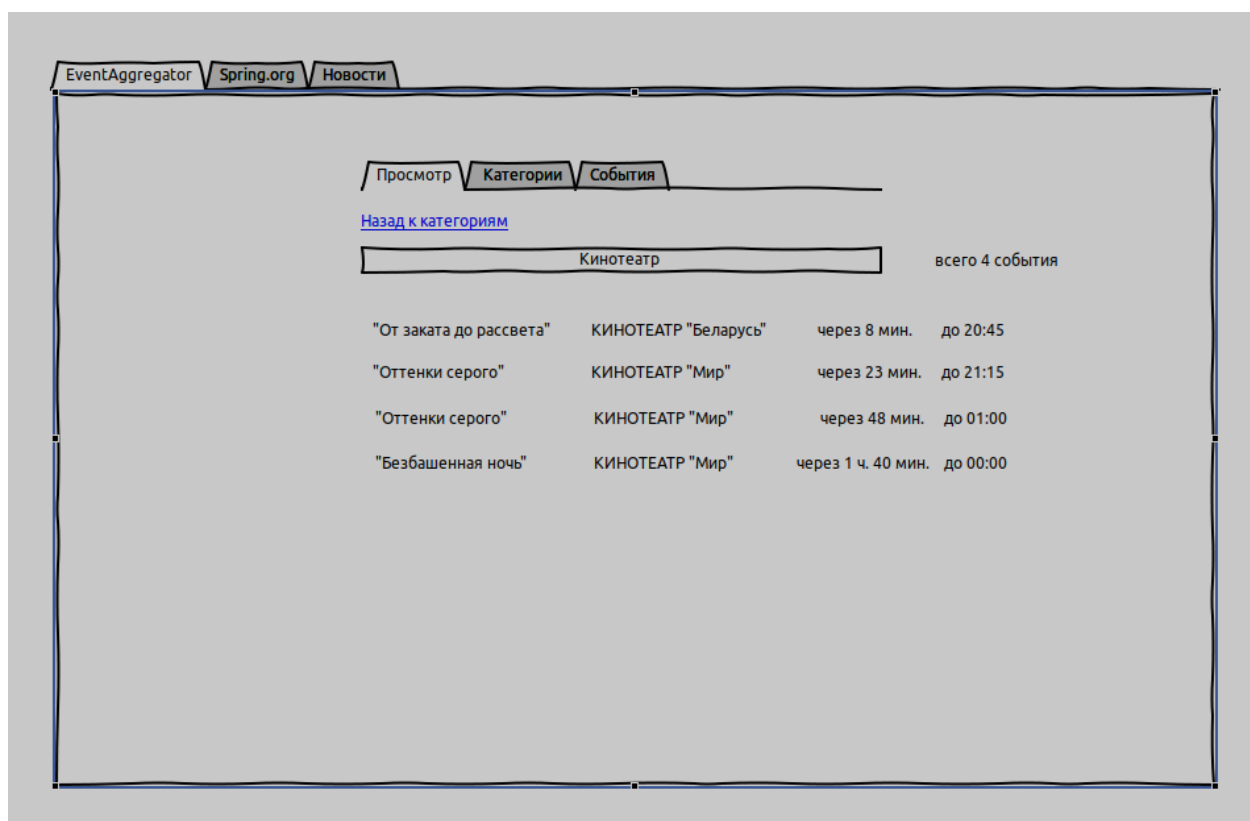 EventAggregator Spring.org Новости
Просмотр Категории События
Назад к категориям
Кинотеатр всего 4 события
"От заката до рассвета" КИНОТЕАТР "Беларусь" через 8 мин. до 20:45
"Оттенки серого" КИНОТЕАТР "Мир" через 23 мин. до 21:15
"Оттенки серого" КИНОТЕАТР "Мир" через 48 мин. до 01:00
"Безбашенная ночь" КИНОТЕАТР "Мир" через 1 ч. 40 мин. до 00:00